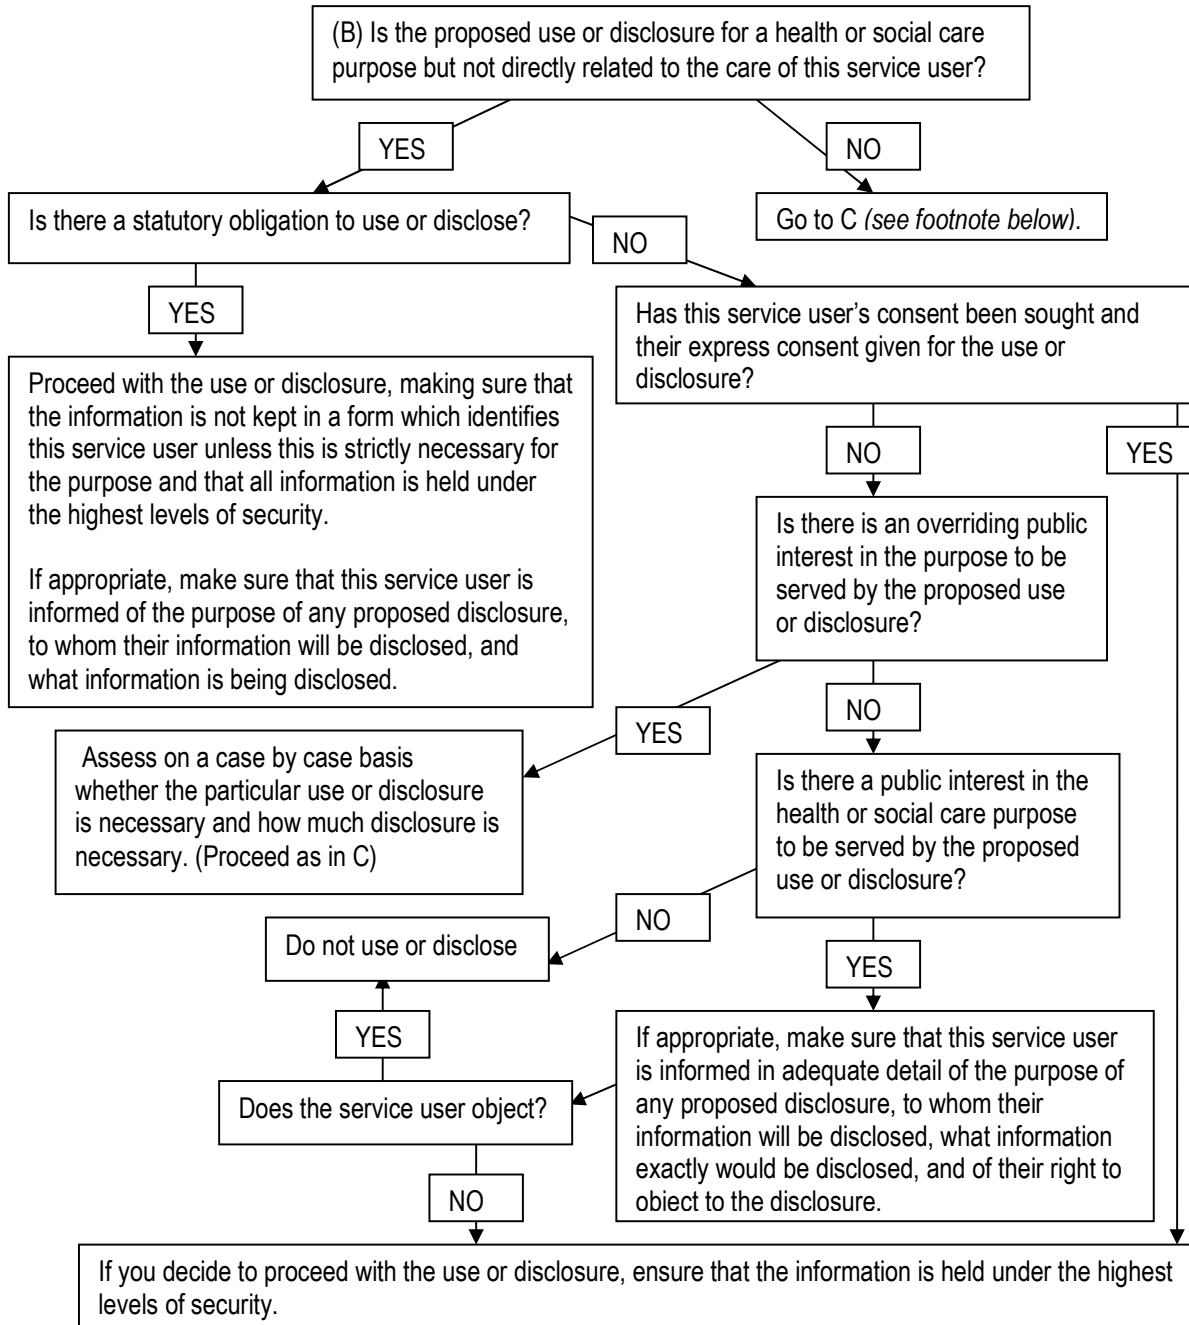 (B) Is the proposed use or disclosure for a health or social care
purpose but not directly related to the care of this service user?
YES
NO
Is there a statutory obligation to use or disclose?
Go to C (see footnote below).
NO
YES
Has this service user’s consent been sought and
their express consent given for the use or
disclosure?
Proceed with the use or disclosure, making sure that
the information is not kept in a form which identifies
this service user unless this is strictly necessary for
the purpose and that all information is held under
the highest levels of security.
If appropriate, make sure that this service user is
informed of the purpose of any proposed disclosure,
to whom their information will be disclosed, and
what information is being disclosed.
NO
YES
Is there is an overriding public
interest in the purpose to be
served by the proposed use
or disclosure?
YES
NO
Assess on a case by case basis
whether the particular use or disclosure
is necessary and how much disclosure is
necessary. (Proceed as in C)
Is there a public interest in the
health or social care purpose
to be served by the proposed
use or disclosure?
NO
Do not use or disclose
YES
YES
If appropriate, make sure that this service user
is informed in adequate detail of the purpose of
any proposed disclosure, to whom their
information will be disclosed, what information
exactly would be disclosed, and of their right to
object to the disclosure.
Does the service user object?
NO
If you decide to proceed with the use or disclosure, ensure that the information is held under the highest
levels of security.